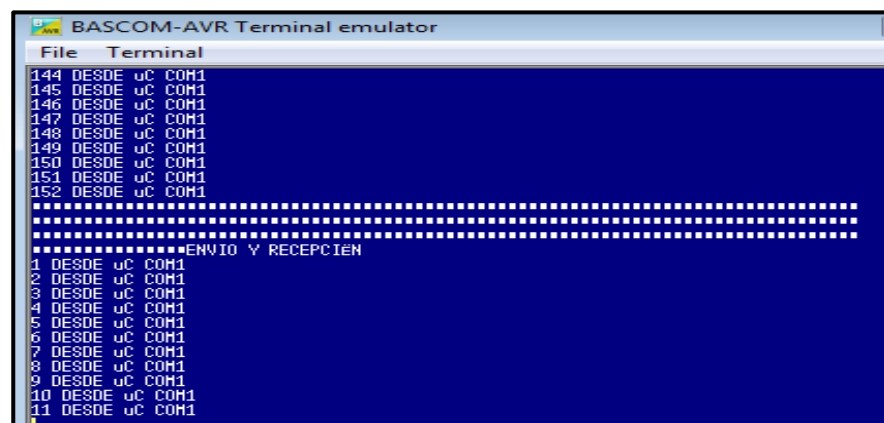 BASCOM-AVR Terminal emulator
File Terminal
144 DESDE uC COM1
145 DESDE uC COM1
146 DESDE uC COM1
147 DESDE uC COM1
148 DESDE uC COM1
149 DESDE uC COM1
150 DESDE uC COM1
151 DESDE uC COM1
152 DESDE uC COM1
ENVIO Y RECEPCIËN
1 DESDE uC COM1
2 DESDE uC COM1
3 DESDE uC COM1
4 DESDE uC COM1
5 DESDE uC COM1
6 DESDE uC COM1
7 DESDE uC COM1
8 DESDE uC COM1
9 DESDE uC COM1
10 DESDE uC COM1
11 DESDE uC COM1